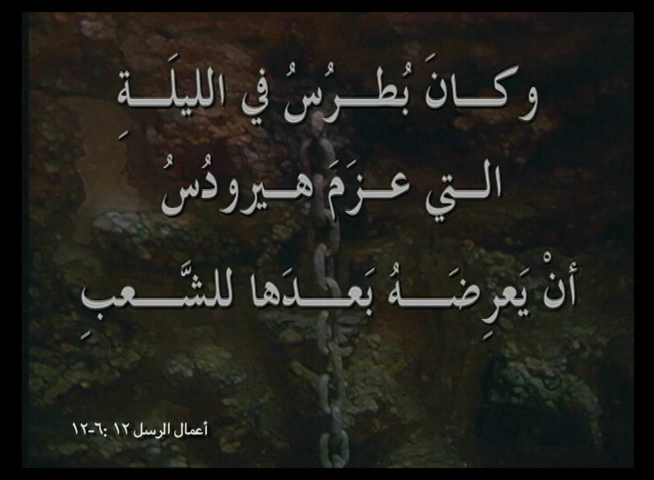 وكـانَ بُطـرُسُ في الليلَـةِ
الـتي عـزَمَ هـيرودُسُ
أنْ يَعرِضَـهُ بَعـدَها للشَّـعبِ
أعمال الرسل ١٢ :٦-١٢